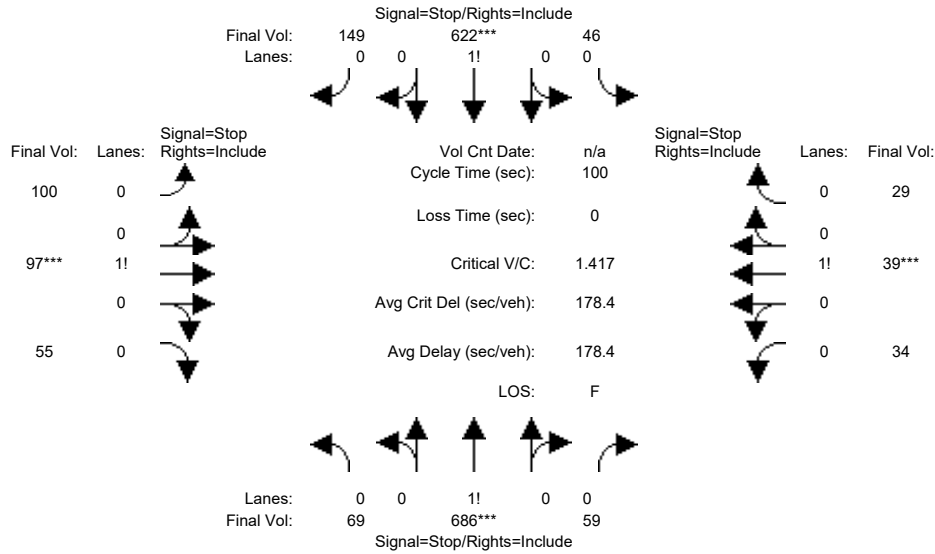 Signal=Stop/Rights=Include
Final Vol: 149 622*** 46
Lanes: 0 0 1! 0 0
Signal=Stop Signal=Stop
Final Vol: Lanes: Rights=Include Vol Cnt Date: n/a Rights=Include Lanes: Final Vol:
Cycle Time (sec): 100
100 0 0 29
Loss Time (sec): 0
0 0
97*** 1! Critical V/C: 1.417 1! 39***
0 Avg Crit Del (sec/veh): 178.4 0
55 0 Avg Delay (sec/veh): 178.4 0 34
LOS: F
Lanes: 0 0 1! 0 0
Final Vol: 69 686*** 59
Signal=Stop/Rights=Include